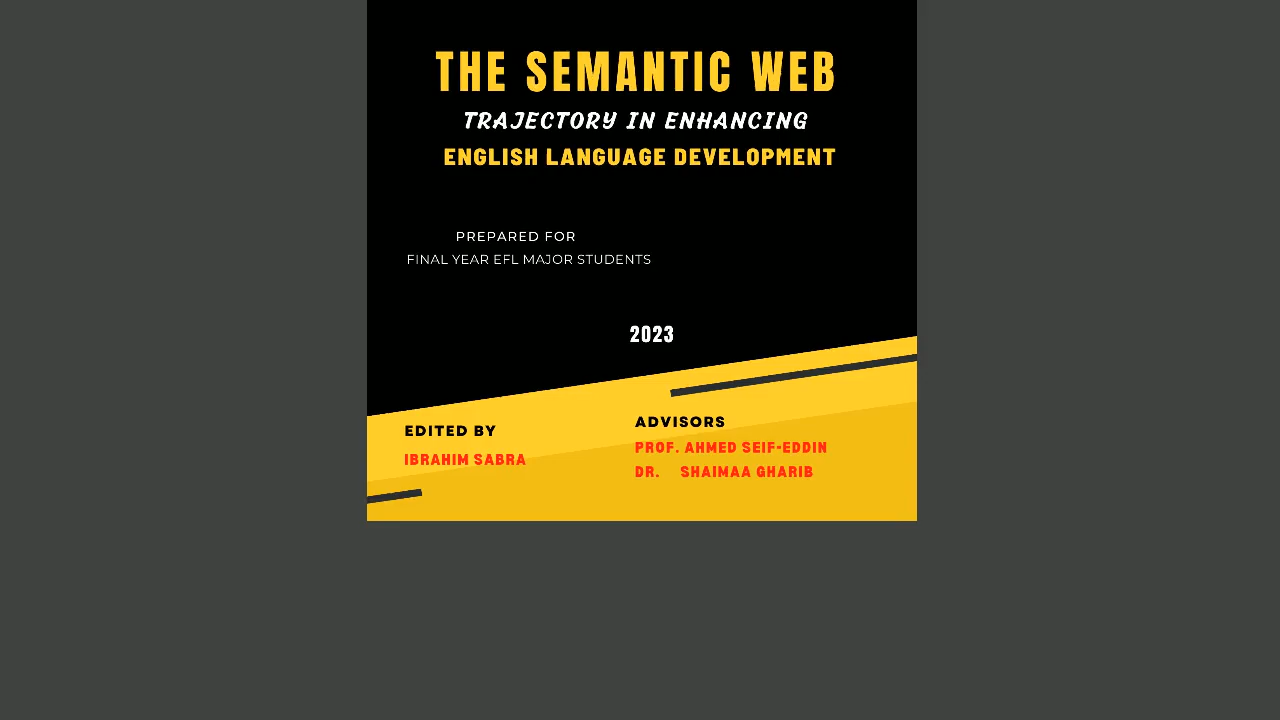 THE SEMANTIC WEB
TRAJECTORY IN ENHANCING
ENGLISH LANGUAGE DEVELOPMENT
PREPARED FOR
FINAL YEAR EFL MAJOR STUDENTS
2023
EDITED BY
IBRAHIM SABRA
ADVISORS
PROF. AHMED SEIF-EDDIN
DR. SHAIMAA GHARIB